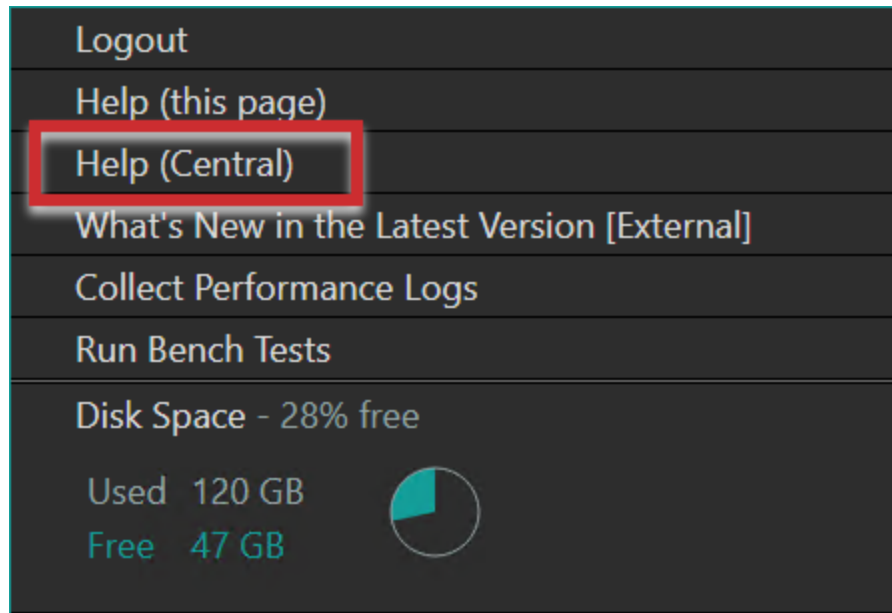 Logout
Help (this page)
Help (Central)
What's New in the Latest Version [External]
Collect Performance Logs
Run Bench Tests
Disk Space - 28% free
Used 120 GB
Free 47 GB